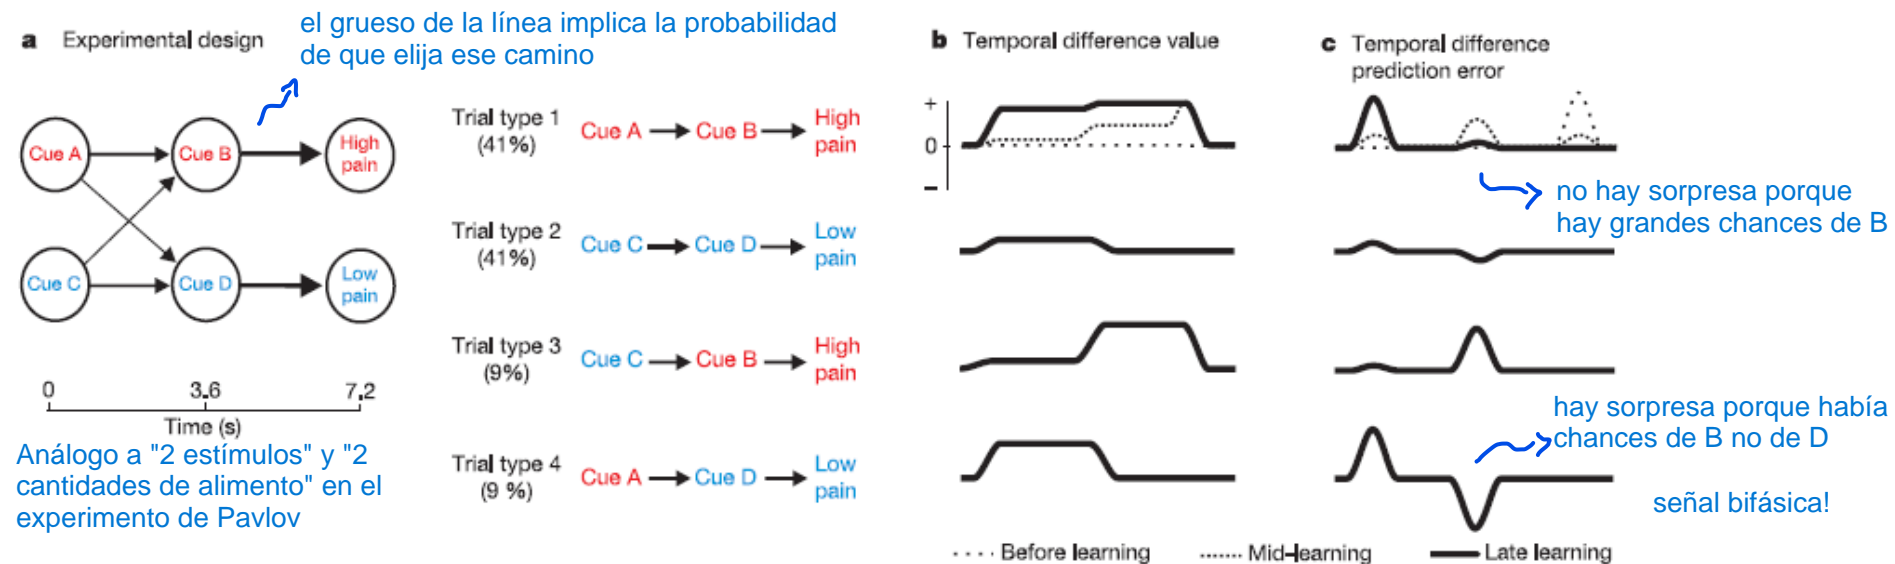 a Experimental design
el grueso de la línea implica la probabilidad
de que elija ese camino
Cue A
Cue B
High
pain
Cue C
Cue D
Low
pain
0 3.6 7.2
Time (s)
Análogo a "2 estímulos" y "2
cantidades de alimento" en el
experimento de Pavlov
Trial type 1
(41%)
Cue A Cue B High
pain
Trial type 2
(41%)
Cue C Cue D Low
pain
Trial type 3
(9%)
Cue C Cue B High
pain
Trial type 4
(9 %)
Cue A Cue D Low
pain
b Temporal difference value
+
0
–
c Temporal difference
prediction error
no hay sorpresa porque
hay grandes chances de B
hay sorpresa porque había
chances de B no de D
señal bifásica!
Before learning Mid-learning Late learning